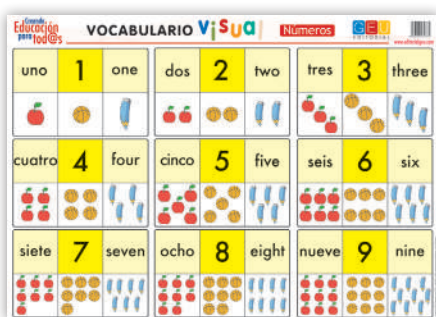 Creando
Educación
para tod@s
VOCABULARIO Visual
Números
GEU
EDITORIAL
uno 1 one
dos 2 two
tres 3 three
cuatro 4 four
cinco 5 five
seis 6 six
siete 7 seven
ocho 8 eight
nueve 9 nine